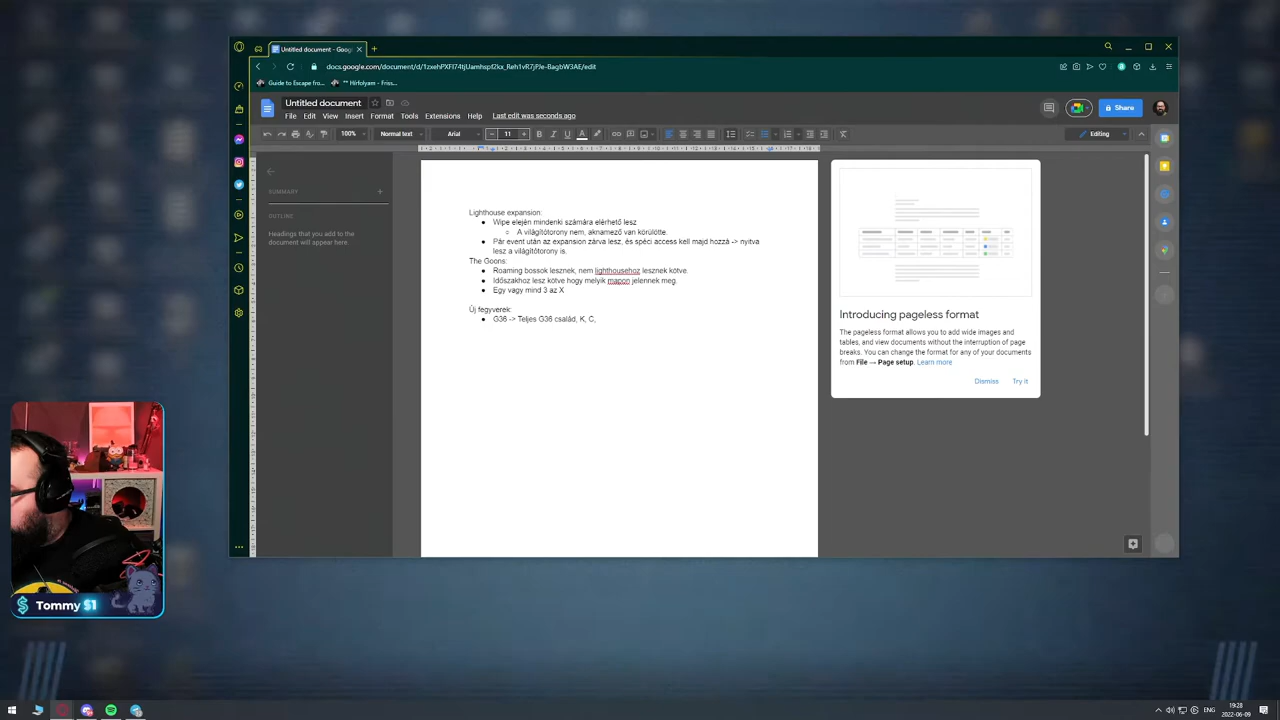 Untitled document - Goog
docs.google.com/document/d/1zxehPXFI74tjUamhspf2kx_Reh1vR7jPJe-BagbW3AE/edit
Guide to Escape fro...
** Hírfolyam - Friss...
Untitled document
File Edit View Insert Format Tools Extensions Help Last edit was seconds ago
Share
100% Normal text Arial 11 Editing
SUMMARY
OUTLINE
Headings you add to the
document will appear here.
Lighthouse expansion:
Wipe elején mindenki számára elérhető lesz
A világítótorony nem, aknamező van körülötte.
Pár event után az expansion zárva lesz, és spéci access kell majd hozzá -> nyitva
lesz a világítótorony is.
The Goons:
Roaming bossok lesznek, nem lighthousehoz lesznek kötve.
Időszakhoz lesz kötve hogy melyik mapon jelennek meg.
Egy vagy mind 3 az X
Új fegyverek:
G36 -> Teljes G36 család, K, C,
Introducing pageless format
The pageless format allows you to add wide images and
tables, and view documents without the interruption of page
breaks. You can change the format for any of your documents
from File → Page setup. Learn more
Dismiss Try it
Tommy $1
ENG
19:28
2022-06-09